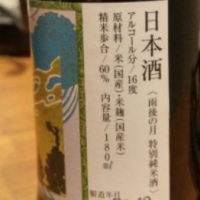 日本酒
(雨後の月 特別純米酒)
アルコール分/16度
原材料/米(国産)・米麹(国産米)
精米歩合/60% 内容量/180ml
製造年月